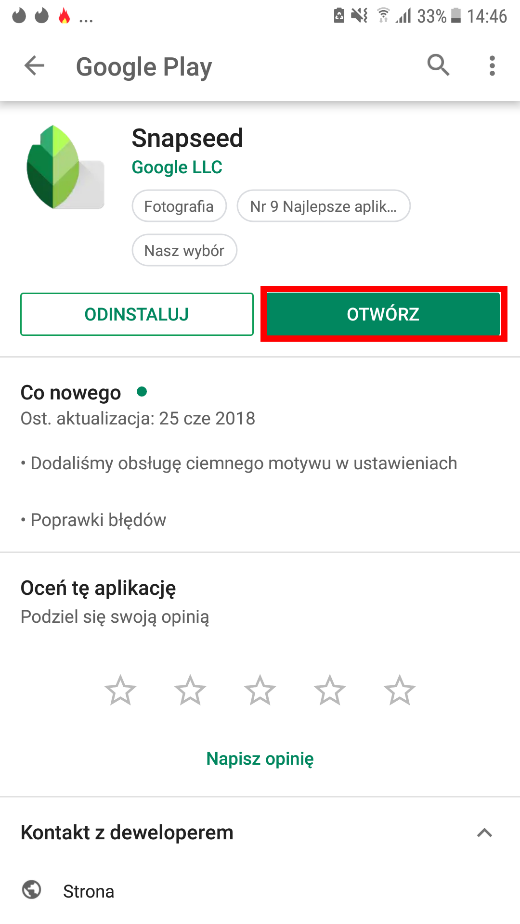 ... 33% 14:46
Google Play
Snapseed
Google LLC
Fotografia Nr 9 Najlepsze aplik...
Nasz wybór
ODINSTALUJ OTWÓRZ
Co nowego
Ost. aktualizacja: 25 cze 2018
• Dodaliśmy obsługę ciemnego motywu w ustawieniach
• Poprawki błędów
Oceń tę aplikację
Podziel się swoją opinią
Napisz opinię
Kontakt z deweloperem
Strona